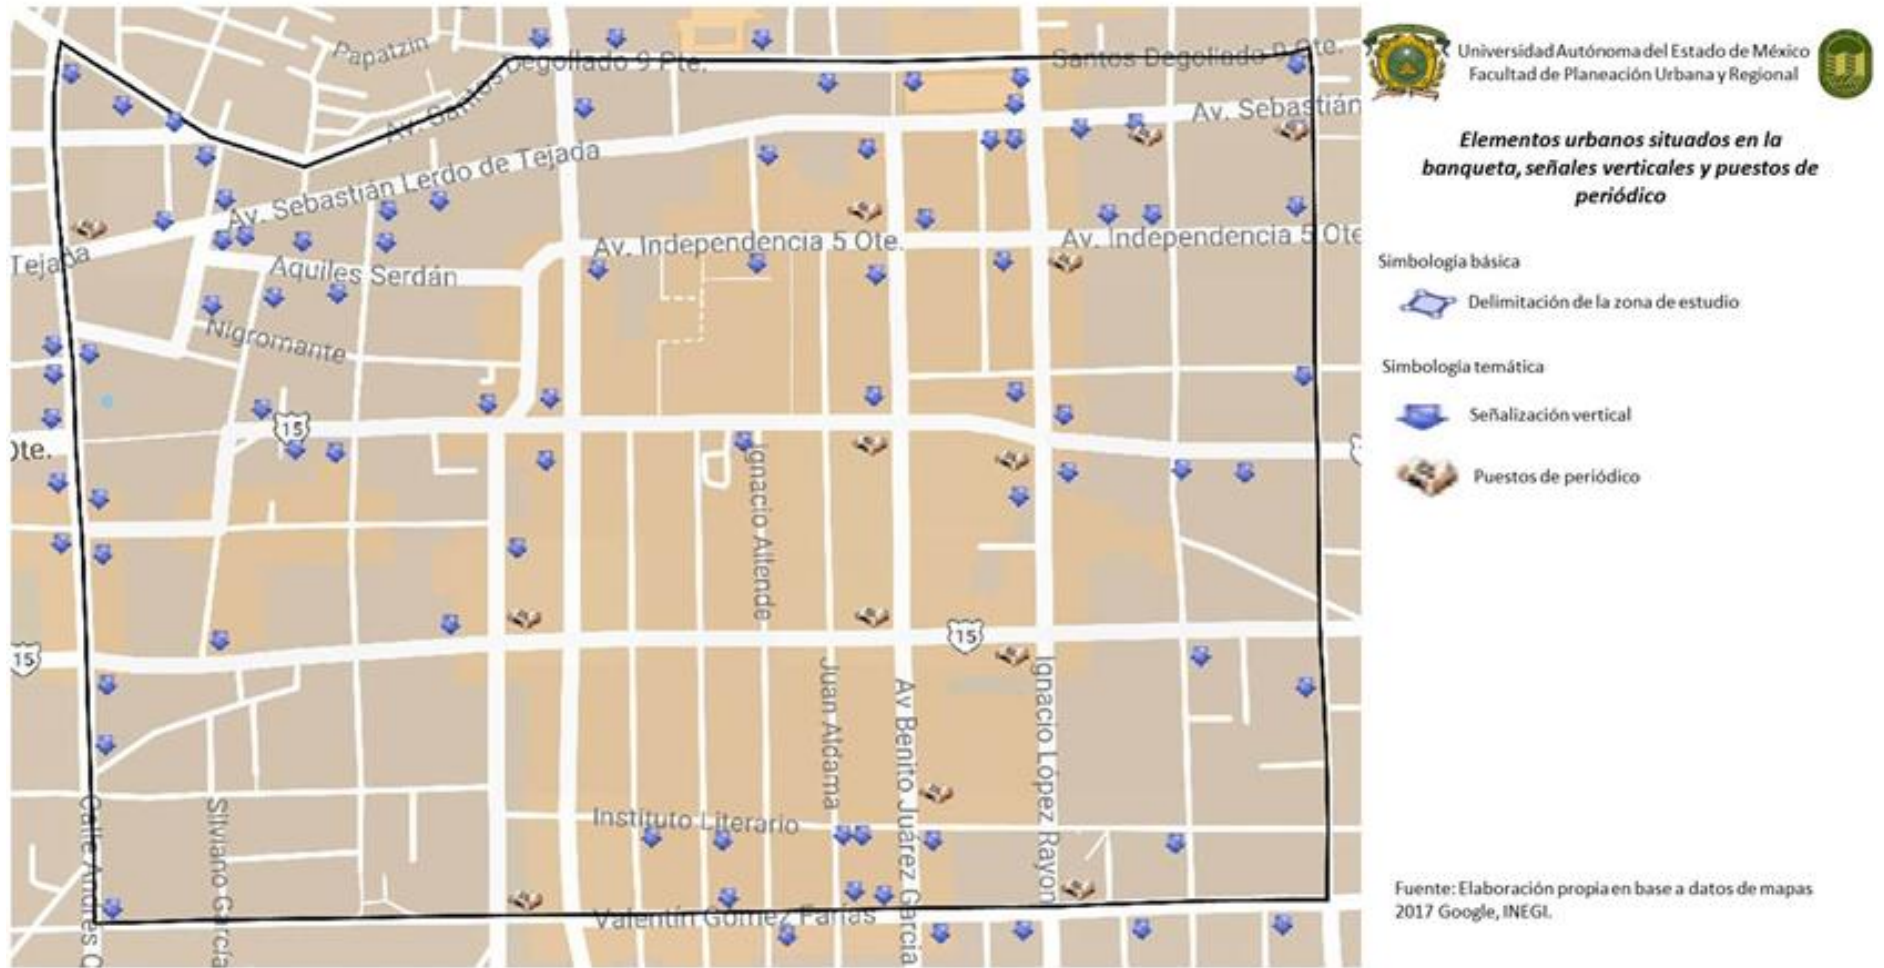 Papatzin
Av. Santos Degollado 9 Pte.
Santos Degollado 9 Ote.
Av. Sebastián
Av. Sebastián Lerdo de Tejada
Tejada
Av. Independencia 5 Ote.
Av. Independencia 5 Ote
Aquiles Serdán
Nigromante
15
Ote.
Ignacio Allende
15
15
Juan Aldama
Av Benito Juárez García
Ignacio López Rayon
Instituto Literario
Calle Andrés Q
Silviano García
Valentín Gómez Farías
Universidad Autónoma del Estado de México
Facultad de Planeación Urbana y Regional
Elementos urbanos situados en la
banqueta, señales verticales y puestos de
periódico
Simbología básica
Delimitación de la zona de estudio
Simbología temática
Señalización vertical
Puestos de periódico
Fuente: Elaboración propia en base a datos de mapas
2017 Google, INEGI.